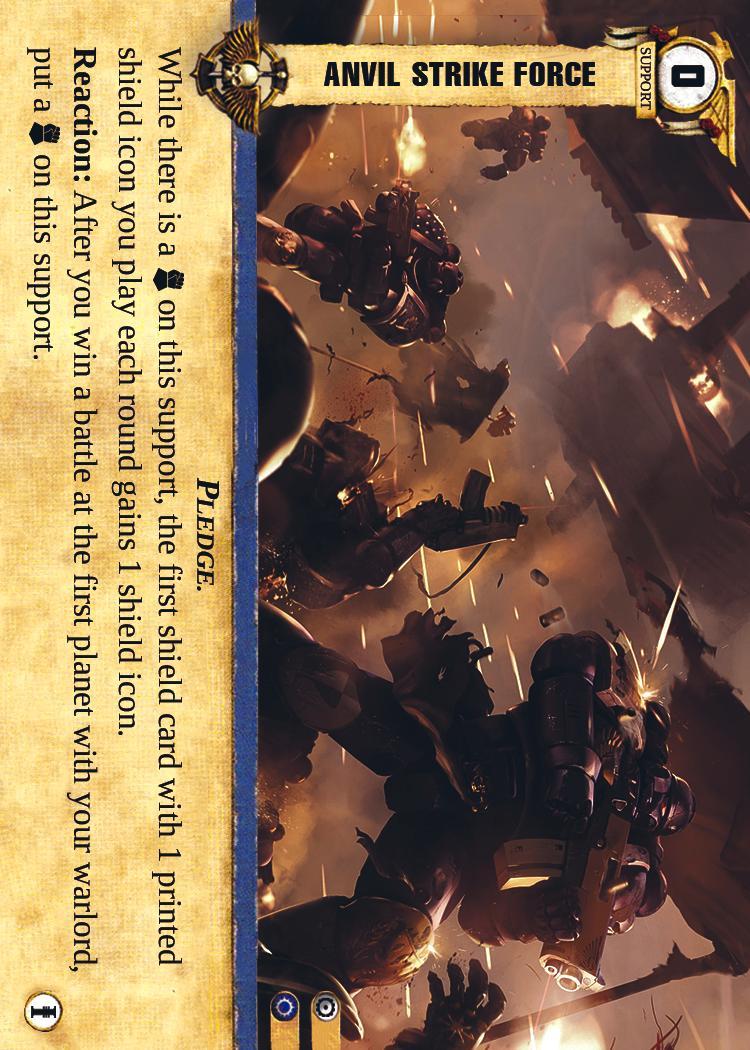 0
SUPPORT
ANVIL STRIKE FORCE
PLEDGE.
While there is a on this support, the first shield card with 1 printed
shield icon you play each round gains 1 shield icon.
Reaction: After you win a battle at the first planet with your warlord,
put a on this support.
I